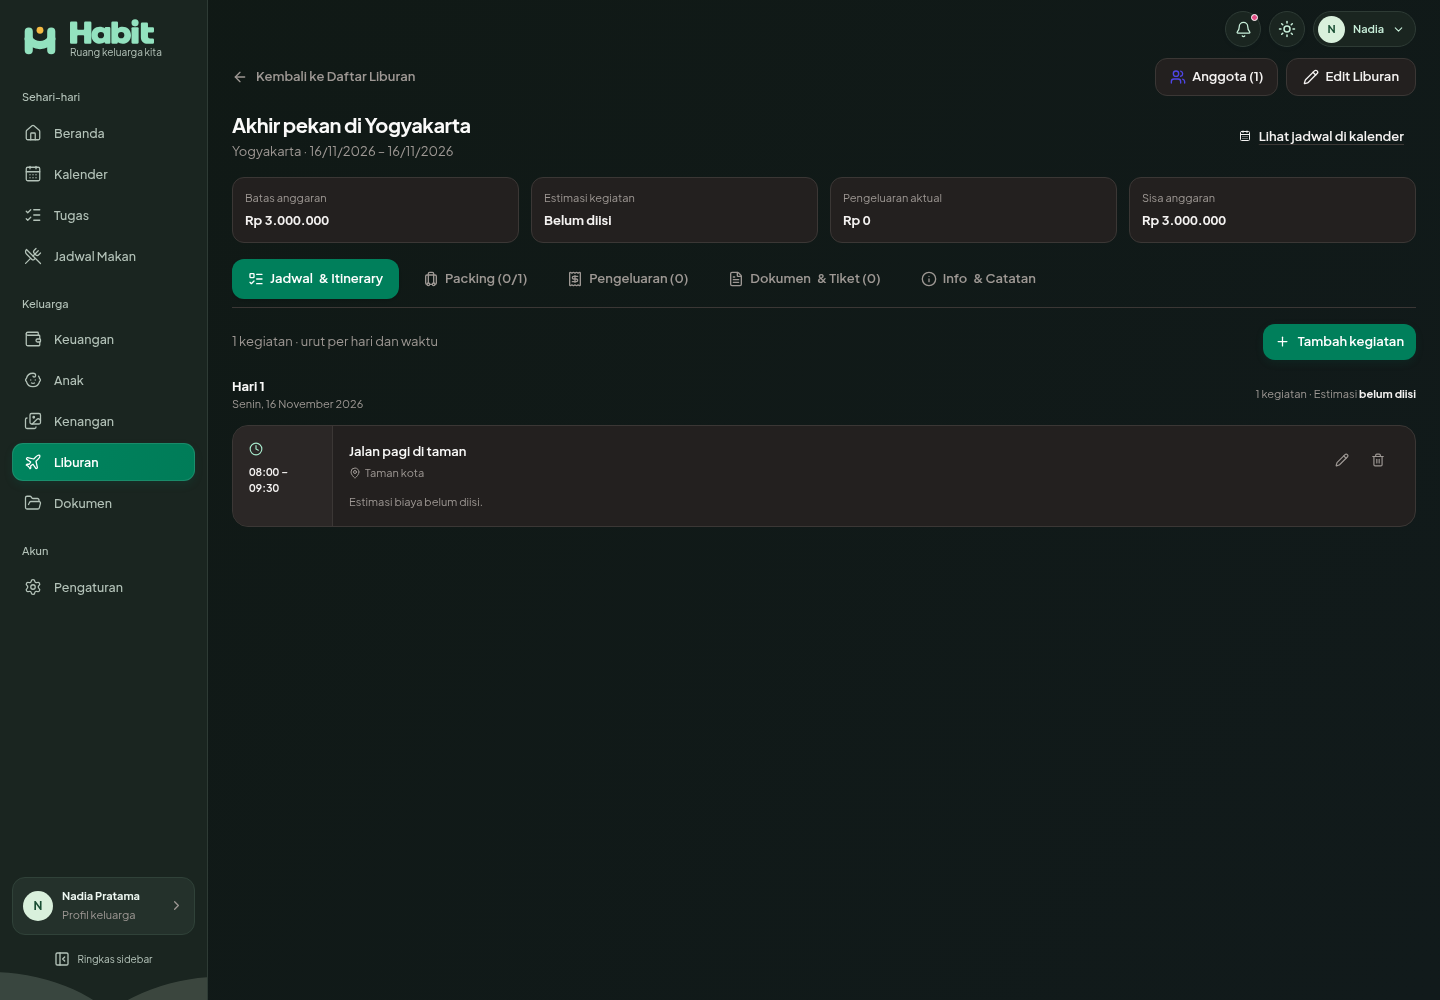 Habit
Ruang keluarga kita
Sehari-hari
Beranda
Kalender
Tugas
Jadwal Makan
Keluarga
Keuangan
Anak
Kenangan
Liburan
Dokumen
Akun
Pengaturan
N
Nadia Pratama
Profil keluarga
Ringkas sidebar
N Nadia
Kembali ke Daftar Liburan
Anggota (1)
Edit Liburan
Akhir pekan di Yogyakarta
Yogyakarta · 16/11/2026 – 16/11/2026
Lihat jadwal di kalender
Batas anggaran
Rp 3.000.000
Estimasi kegiatan
Belum diisi
Pengeluaran aktual
Rp 0
Sisa anggaran
Rp 3.000.000
Jadwal & Itinerary
Packing (0/1)
Pengeluaran (0)
Dokumen & Tiket (0)
Info & Catatan
1 kegiatan · urut per hari dan waktu
Tambah kegiatan
Hari 1
Senin, 16 November 2026
1 kegiatan · Estimasi belum diisi
08:00 –
09:30
Jalan pagi di taman
Taman kota
Estimasi biaya belum diisi.